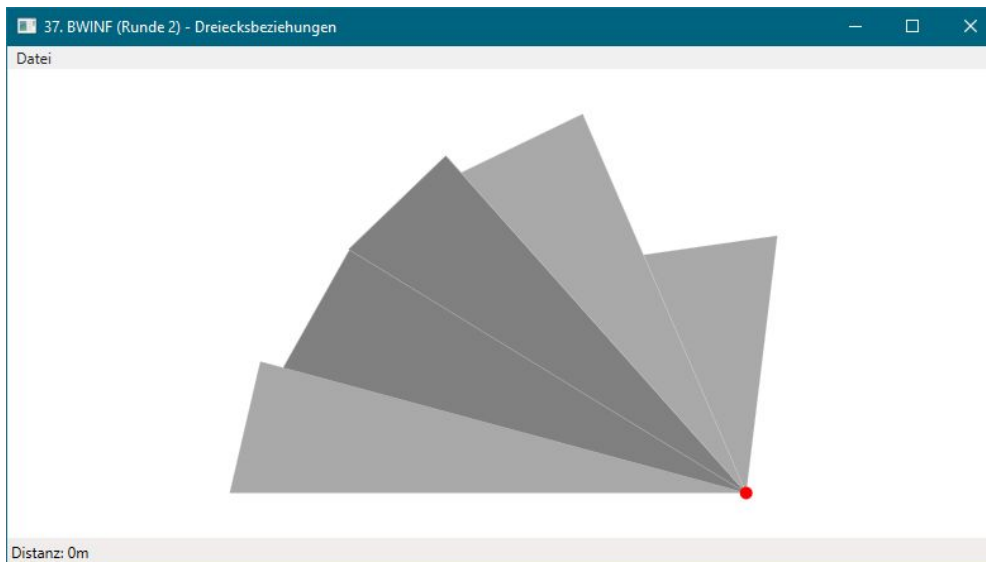 37. BWINF (Runde 2) - Dreiecksbeziehungen
Datei
Distanz: 0m